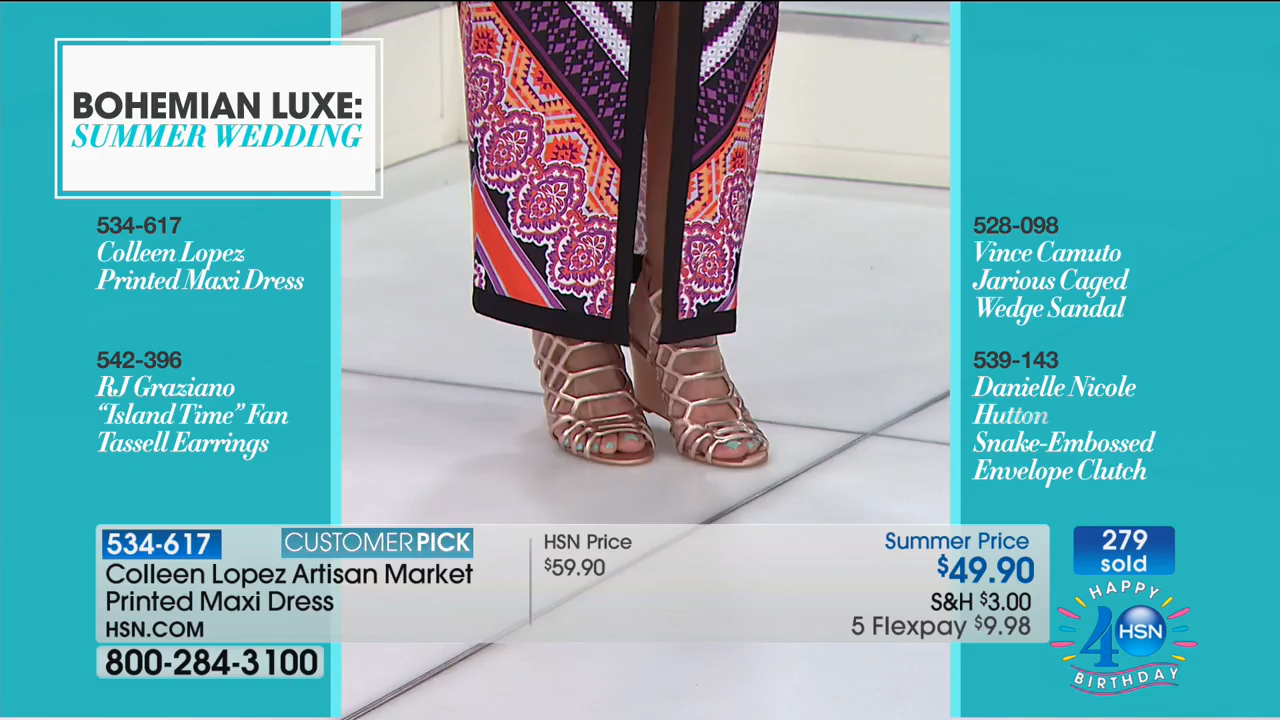 BOHEMIAN LUXE:
SUMMER WEDDING
534-617
Colleen Lopez
Printed Maxi Dress
542-396
RJ Graziano
“Island Time” Fan
Tassell Earrings
528-098
Vince Camuto
Jarious Caged
Wedge Sandal
539-143
Danielle Nicole
Hutton
Snake-Embossed
Envelope Clutch
534-617
CUSTOMER PICK
Colleen Lopez Artisan Market
Printed Maxi Dress
HSN.COM
800-284-3100
HSN Price
$59.90
Summer Price
$49.90
S&H $3.00
5 Flexpay $9.98
279
sold
HAPPY
40 HSN
BIRTHDAY